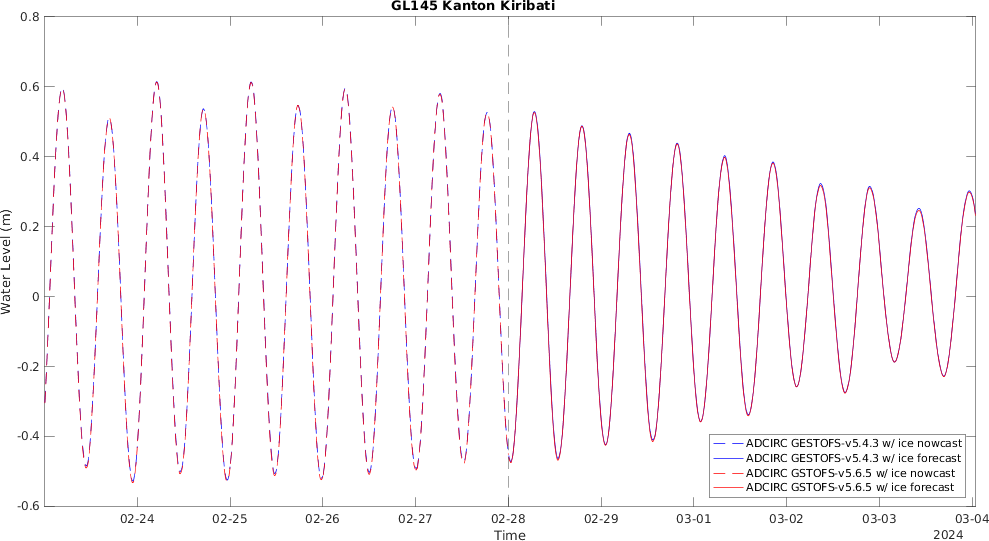 GL145 Kanton Kiribati
0.8
0.6
0.4
0.2
0
-0.2
-0.4
-0.6
Water Level (m)
02-24 02-25 02-26 02-27 02-28 02-29 03-01 03-02 03-03 03-04
Time
2024
ADCIRC GESTOFS-v5.4.3 w/ ice nowcast
ADCIRC GESTOFS-v5.4.3 w/ ice forecast
ADCIRC GSTOFS-v5.6.5 w/ ice nowcast
ADCIRC GSTOFS-v5.6.5 w/ ice forecast